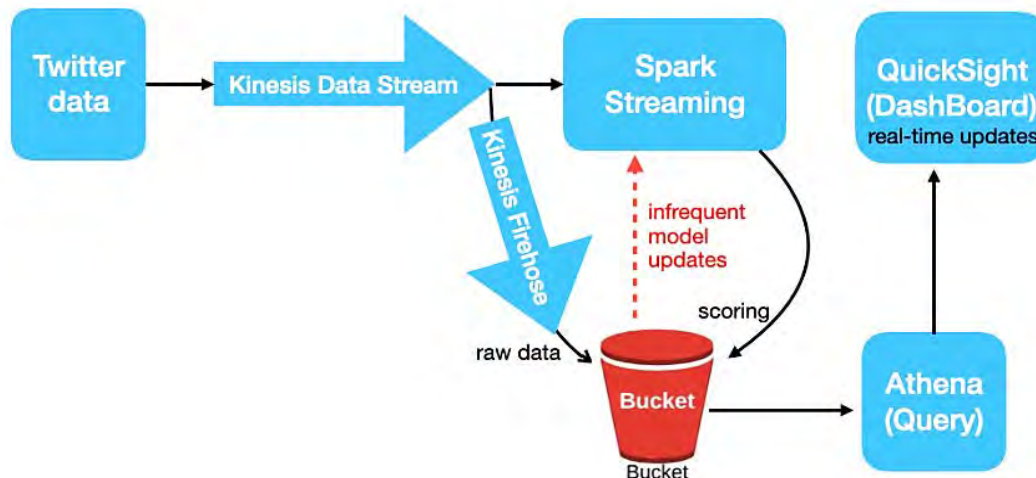 Twitter
data
Kinesis Data Stream
Spark
Streaming
QuickSight
(DashBoard)
real-time updates
Kinesis Firehose
infrequent
model
updates
scoring
raw data
Bucket
Bucket
Athena
(Query)